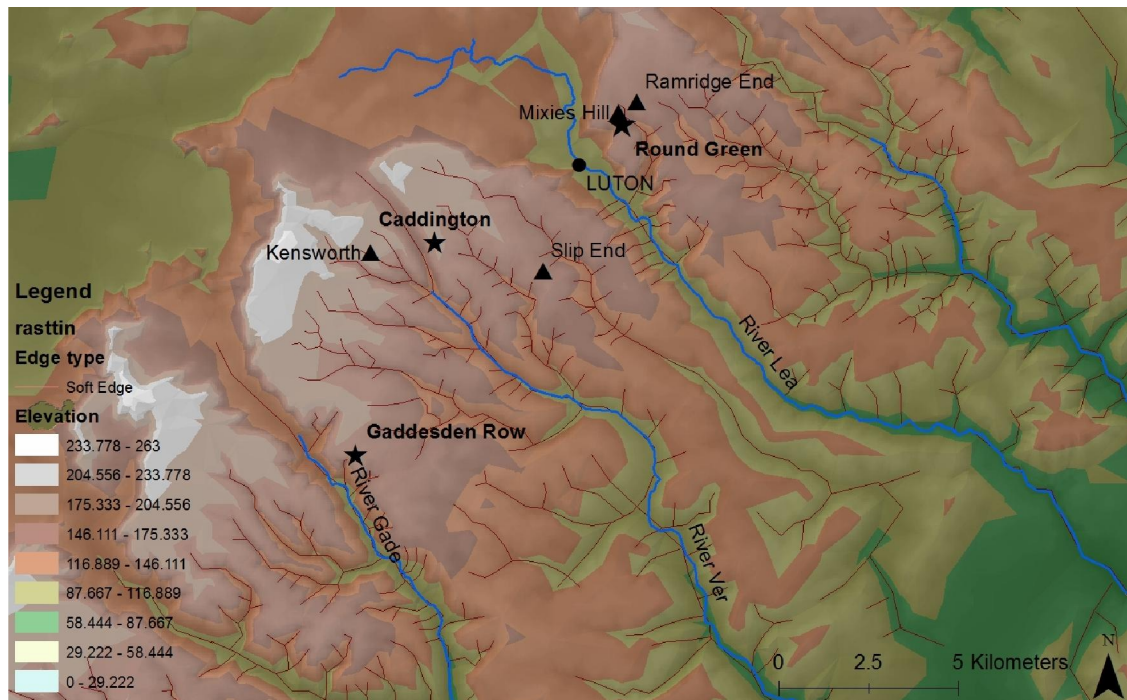 Ramridge End
Mixies Hill
Round Green
LUTON
Caddington
Kensworth
Slip End
River Lea
Gaddesden Row
River Gade
River Ver
Legend
rasttin
Edge type
Soft Edge
Elevation
233.778 - 263
204.556 - 233.778
175.333 - 204.556
146.111 - 175.333
116.889 - 146.111
87.667 - 116.889
58.444 - 87.667
29.222 - 58.444
0 - 29.222
N
0 2.5 5 Kilometers